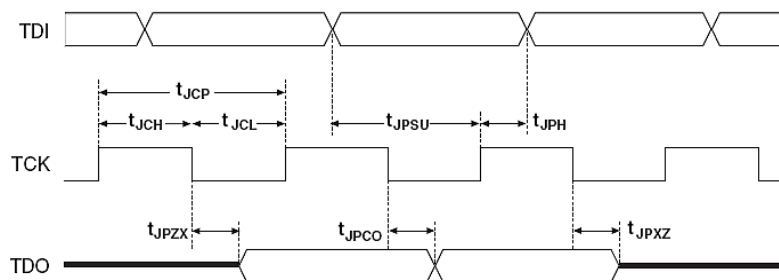 TDI
tJCP
tJCH tJCL tJPSU tJPH
TCK
tJPZX tJPCO tJPXZ
TDO